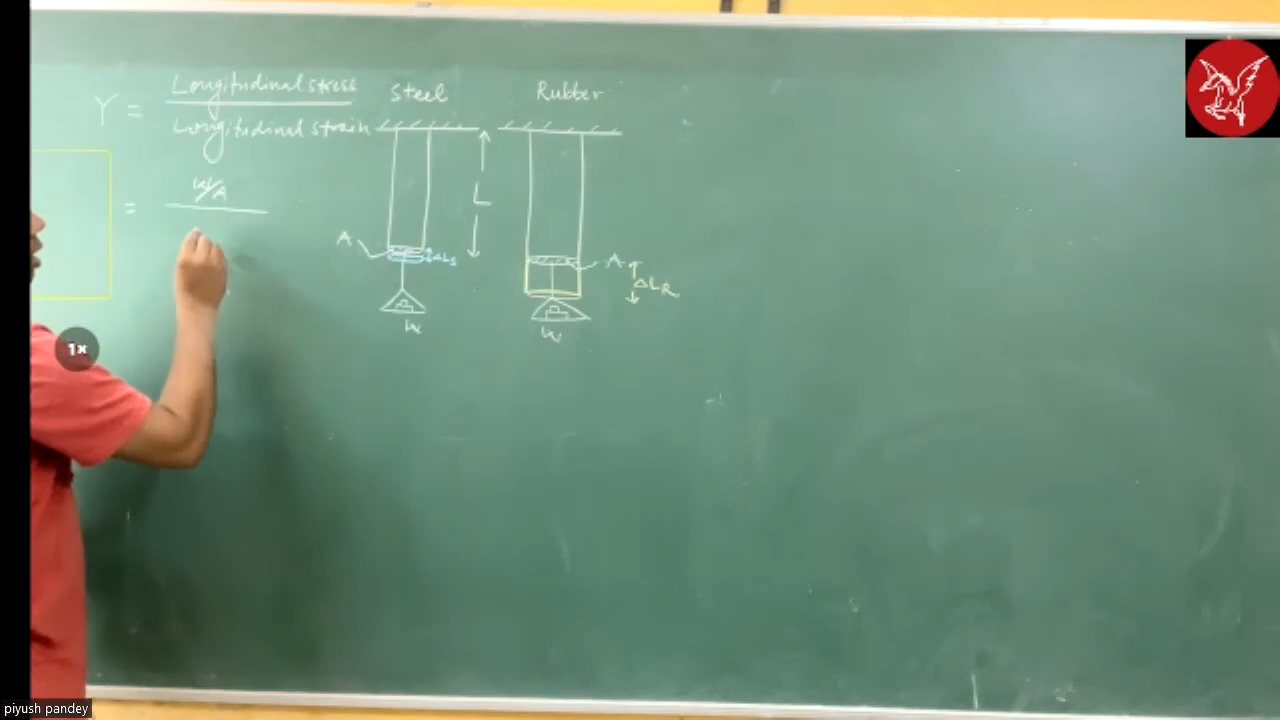 Y = Longitudinal stress
Longitudinal strain
Steel
Rubber
= W/A
L
A
ΔLs
A
ΔLR
W
W
1×
piyush pandey